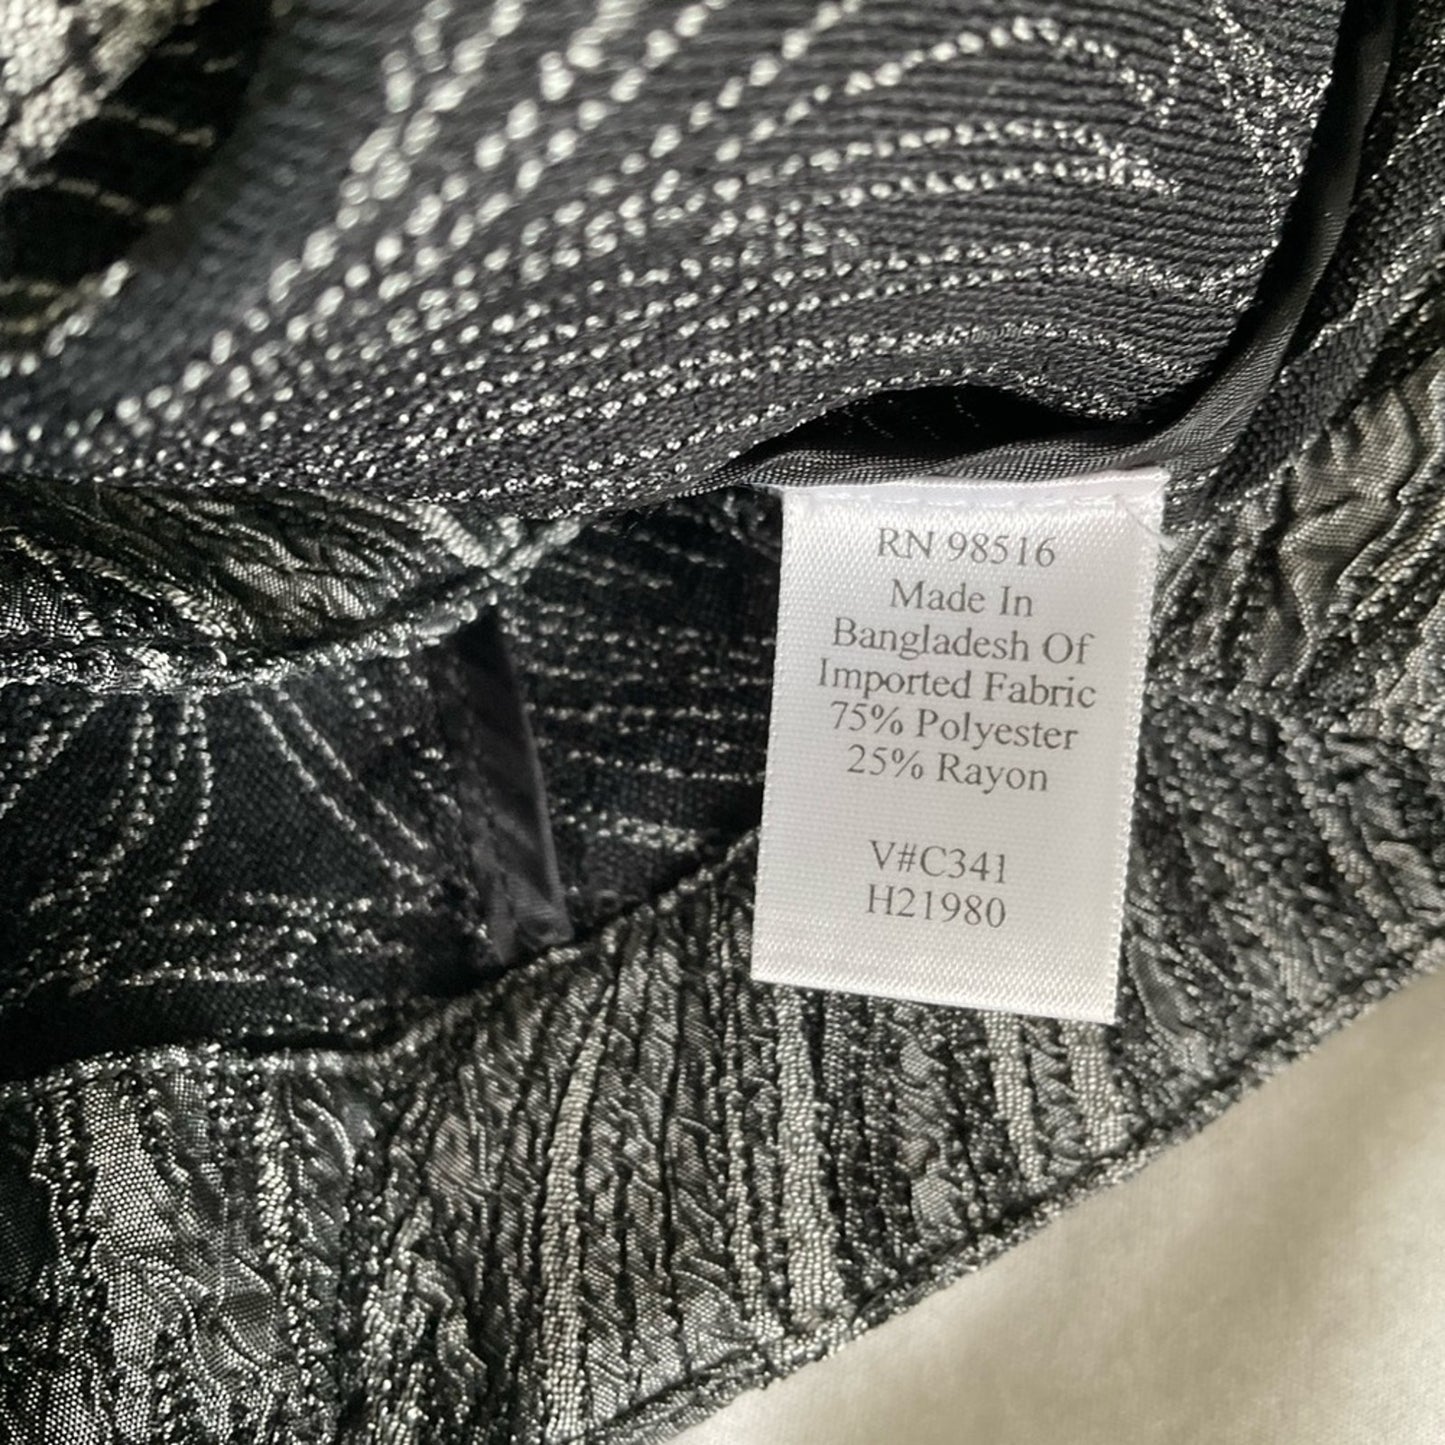 RN 98516
Made In
Bangladesh Of
Imported Fabric
75% Polyester
25% Rayon
V#C341
H21980